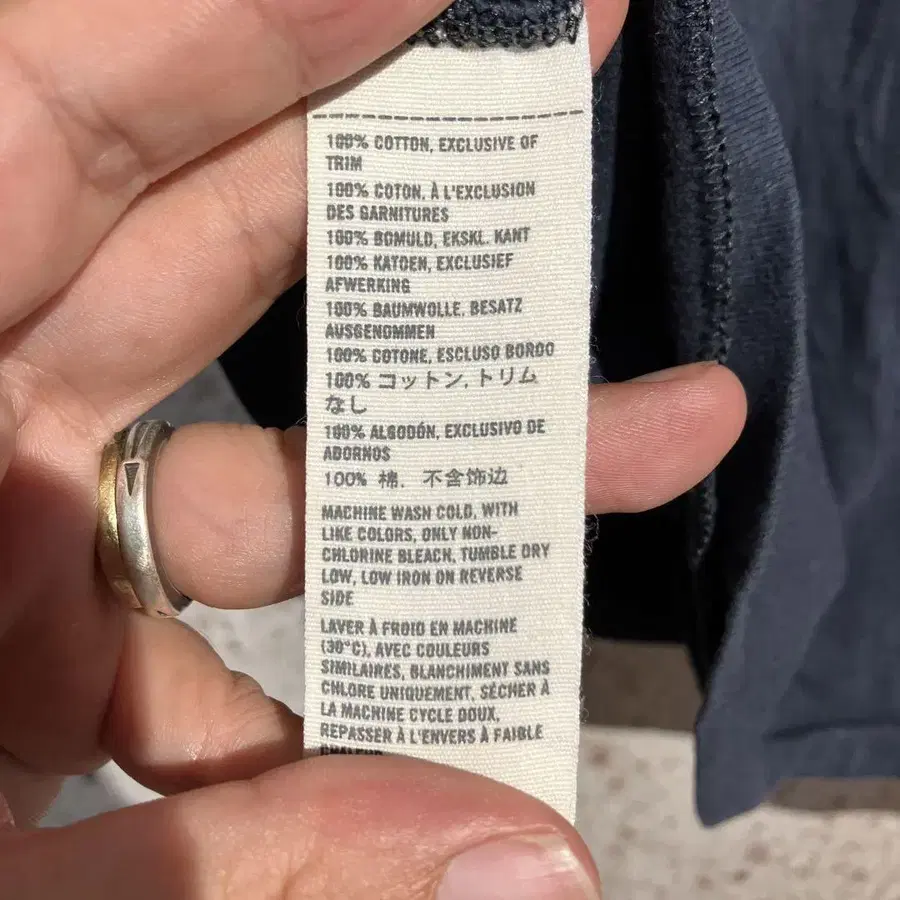 100% COTTON, EXCLUSIVE OF
TRIM
100% COTON, À L'EXCLUSION
DES GARNITURES
100% BOMULD, EKSKL. KANT
100% KATOEN, EXCLUSIEF
AFWERKING
100% BAUMWOLLE, BESATZ
AUSGENOMMEN
100% COTONE, ESCLUSO BORDO
100% コットン, トリム
なし
100% ALGODÓN, EXCLUSIVO DE
ADORNOS
100% 棉, 不含饰边
MACHINE WASH COLD, WITH
LIKE COLORS, ONLY NON-
CHLORINE BLEACH, TUMBLE DRY
LOW, LOW IRON ON REVERSE
SIDE
LAVER À FROID EN MACHINE
(30°C), AVEC COULEURS
SIMILAIRES, BLANCHIMENT SANS
CHLORE UNIQUEMENT, SÉCHER À
LA MACHINE CYCLE DOUX,
REPASSER À L'ENVERS À FAIBLE
CHALEUR